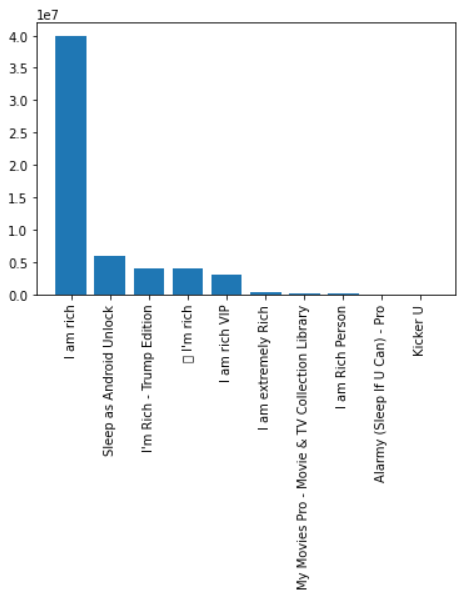 1e7
4.0
3.5
3.0
2.5
2.0
1.5
1.0
0.5
0.0
I am rich
Sleep as Android Unlock
I'm Rich - Trump Edition
▯ I'm rich
I am rich VIP
I am extremely Rich
My Movies Pro - Movie & TV Collection Library
I am Rich Person
Alarmy (Sleep If U Can) - Pro
Kicker U